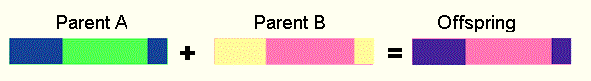 Parent A Parent B Offspring
+ =